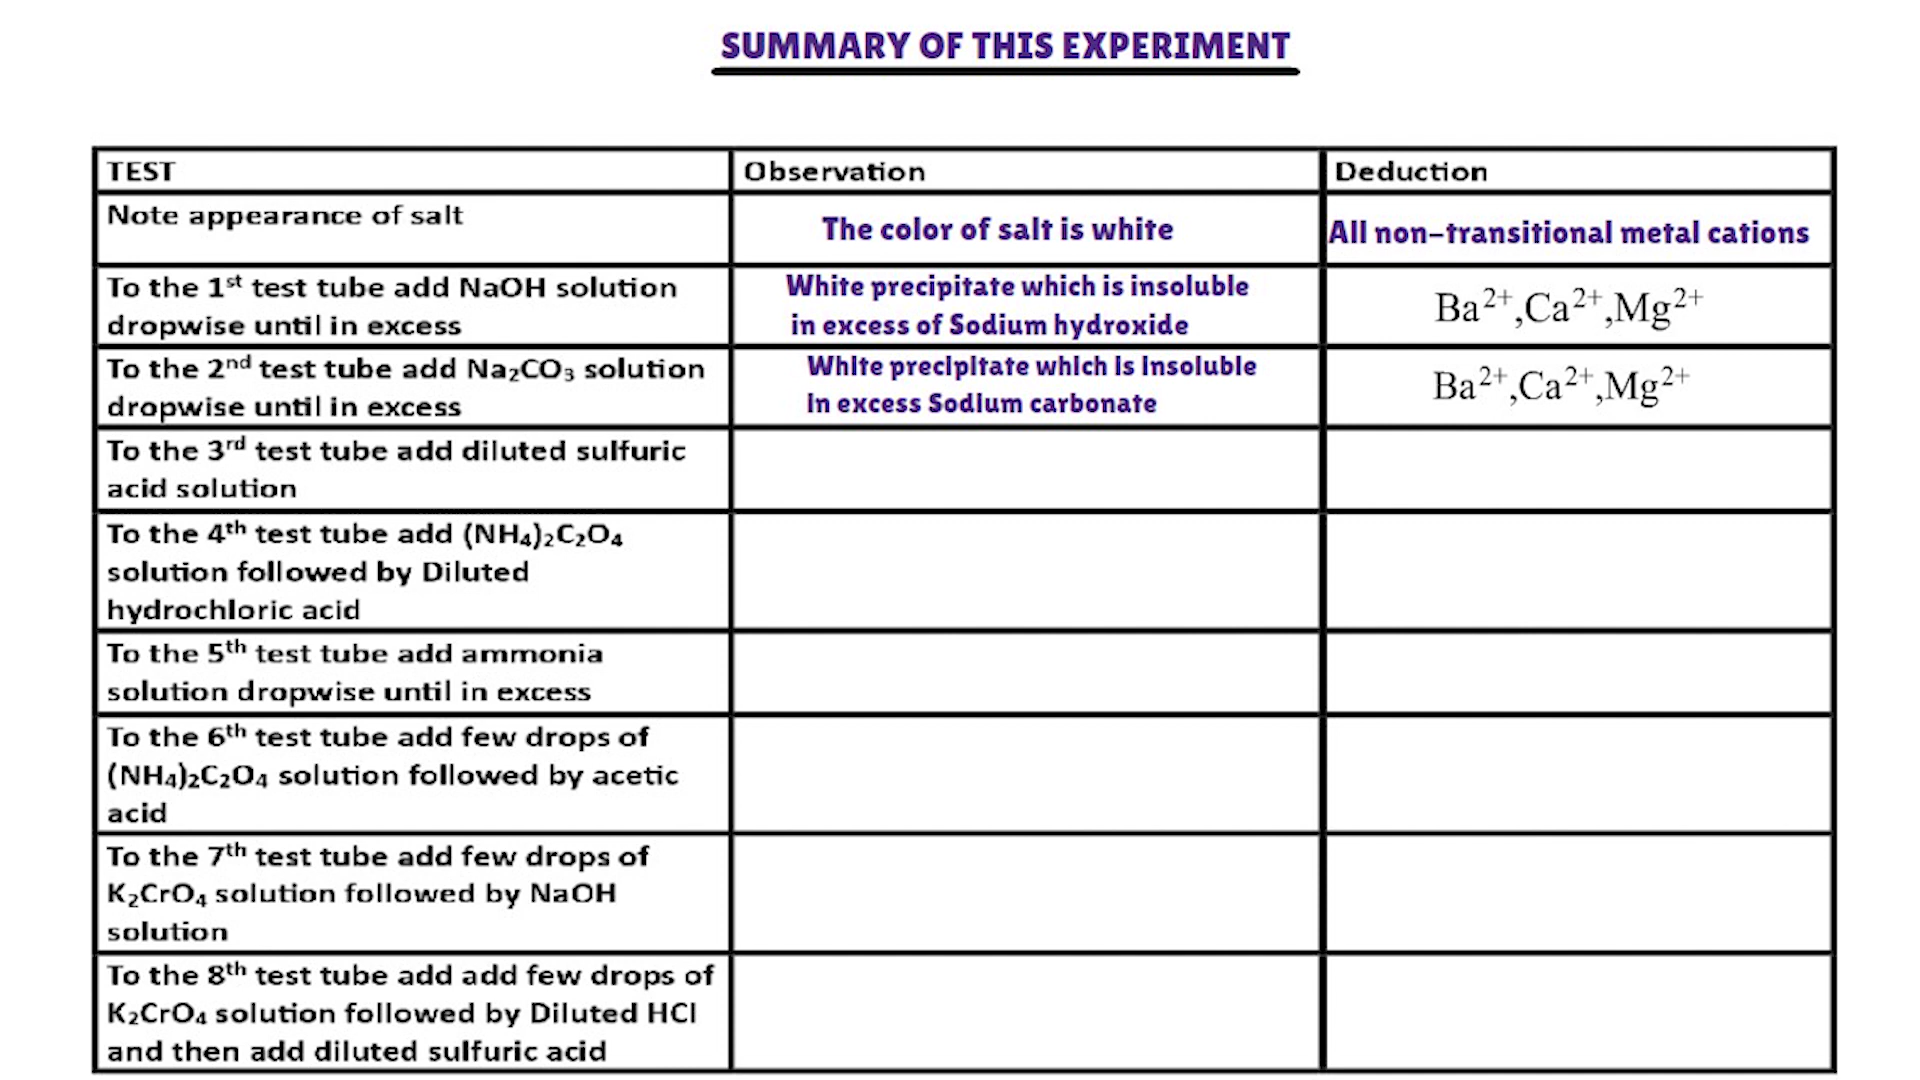 SUMMARY OF THIS EXPERIMENT
TEST
Observation
Deduction
Note appearance of salt
The color of salt is white
All non-transitional metal cations
To the 1st test tube add NaOH solution
dropwise until in excess
White precipitate which is insoluble
in excess of Sodium hydroxide
Ba²⁺,Ca²⁺,Mg²⁺
To the 2nd test tube add Na₂CO₃ solution
dropwise until in excess
White precipitate which is insoluble
in excess Sodium carbonate
Ba²⁺,Ca²⁺,Mg²⁺
To the 3rd test tube add diluted sulfuric
acid solution
To the 4th test tube add (NH₄)₂C₂O₄
solution followed by Diluted
hydrochloric acid
To the 5th test tube add ammonia
solution dropwise until in excess
To the 6th test tube add few drops of
(NH₄)₂C₂O₄ solution followed by acetic
acid
To the 7th test tube add few drops of
K₂CrO₄ solution followed by NaOH
solution
To the 8th test tube add add few drops of
K₂CrO₄ solution followed by Diluted HCl
and then add diluted sulfuric acid